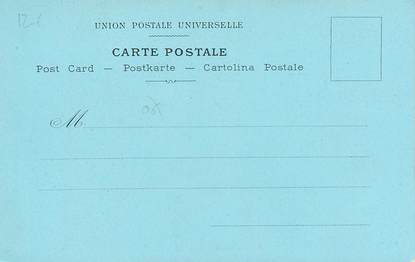 UNION POSTALE UNIVERSELLE
CARTE POSTALE
Post Card — Postkarte — Cartolina Postale
M